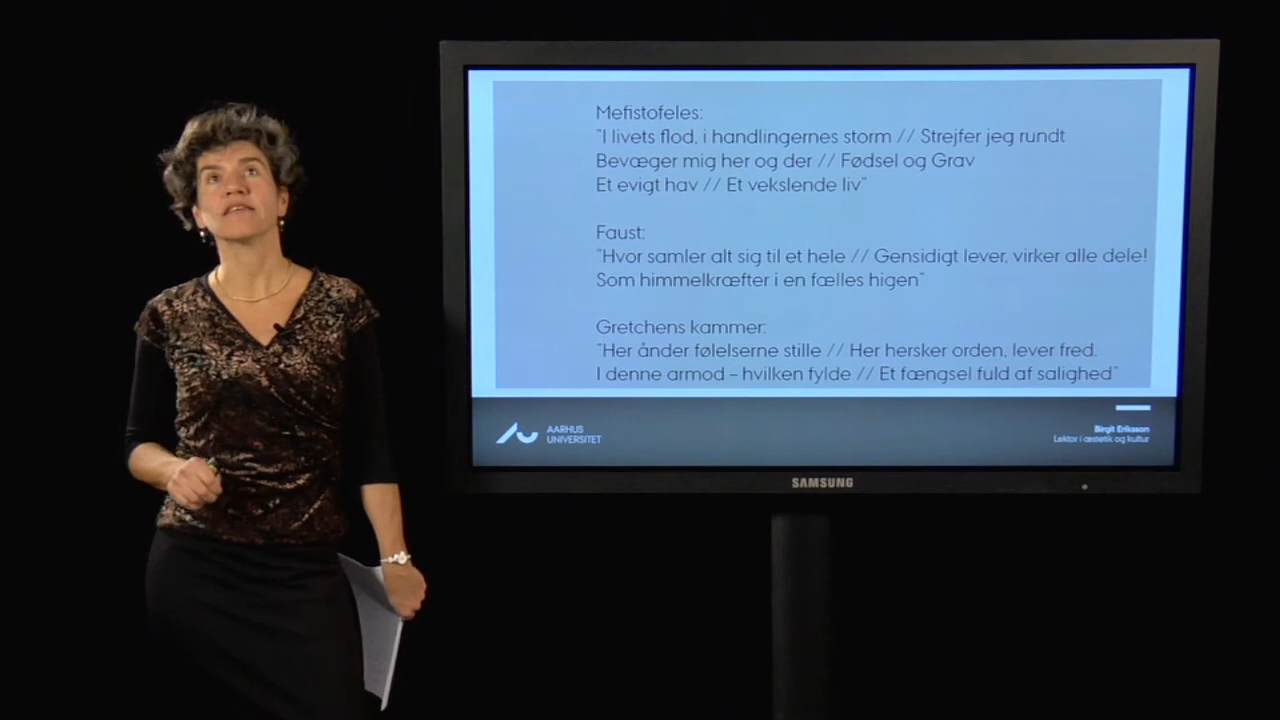 Mefistofeles:
"I livets flod, i handlingernes storm // Strejfer jeg rundt
Bevæger mig her og der // Fødsel og Grav
Et evigt hav // Et vekslende liv"
Faust:
"Hvor samler alt sig til et hele // Gensidigt lever, virker alle dele!
Som himmelkræfter i en fælles higen"
Gretchens kammer:
"Her ånder følelserne stille // Her hersker orden, lever fred.
I denne armod – hvilken fylde // Et fængsel fuld af salighed"
AARHUS
UNIVERSITET
Birgit Eriksson
Lektor i æstetik og kultur
SAMSUNG